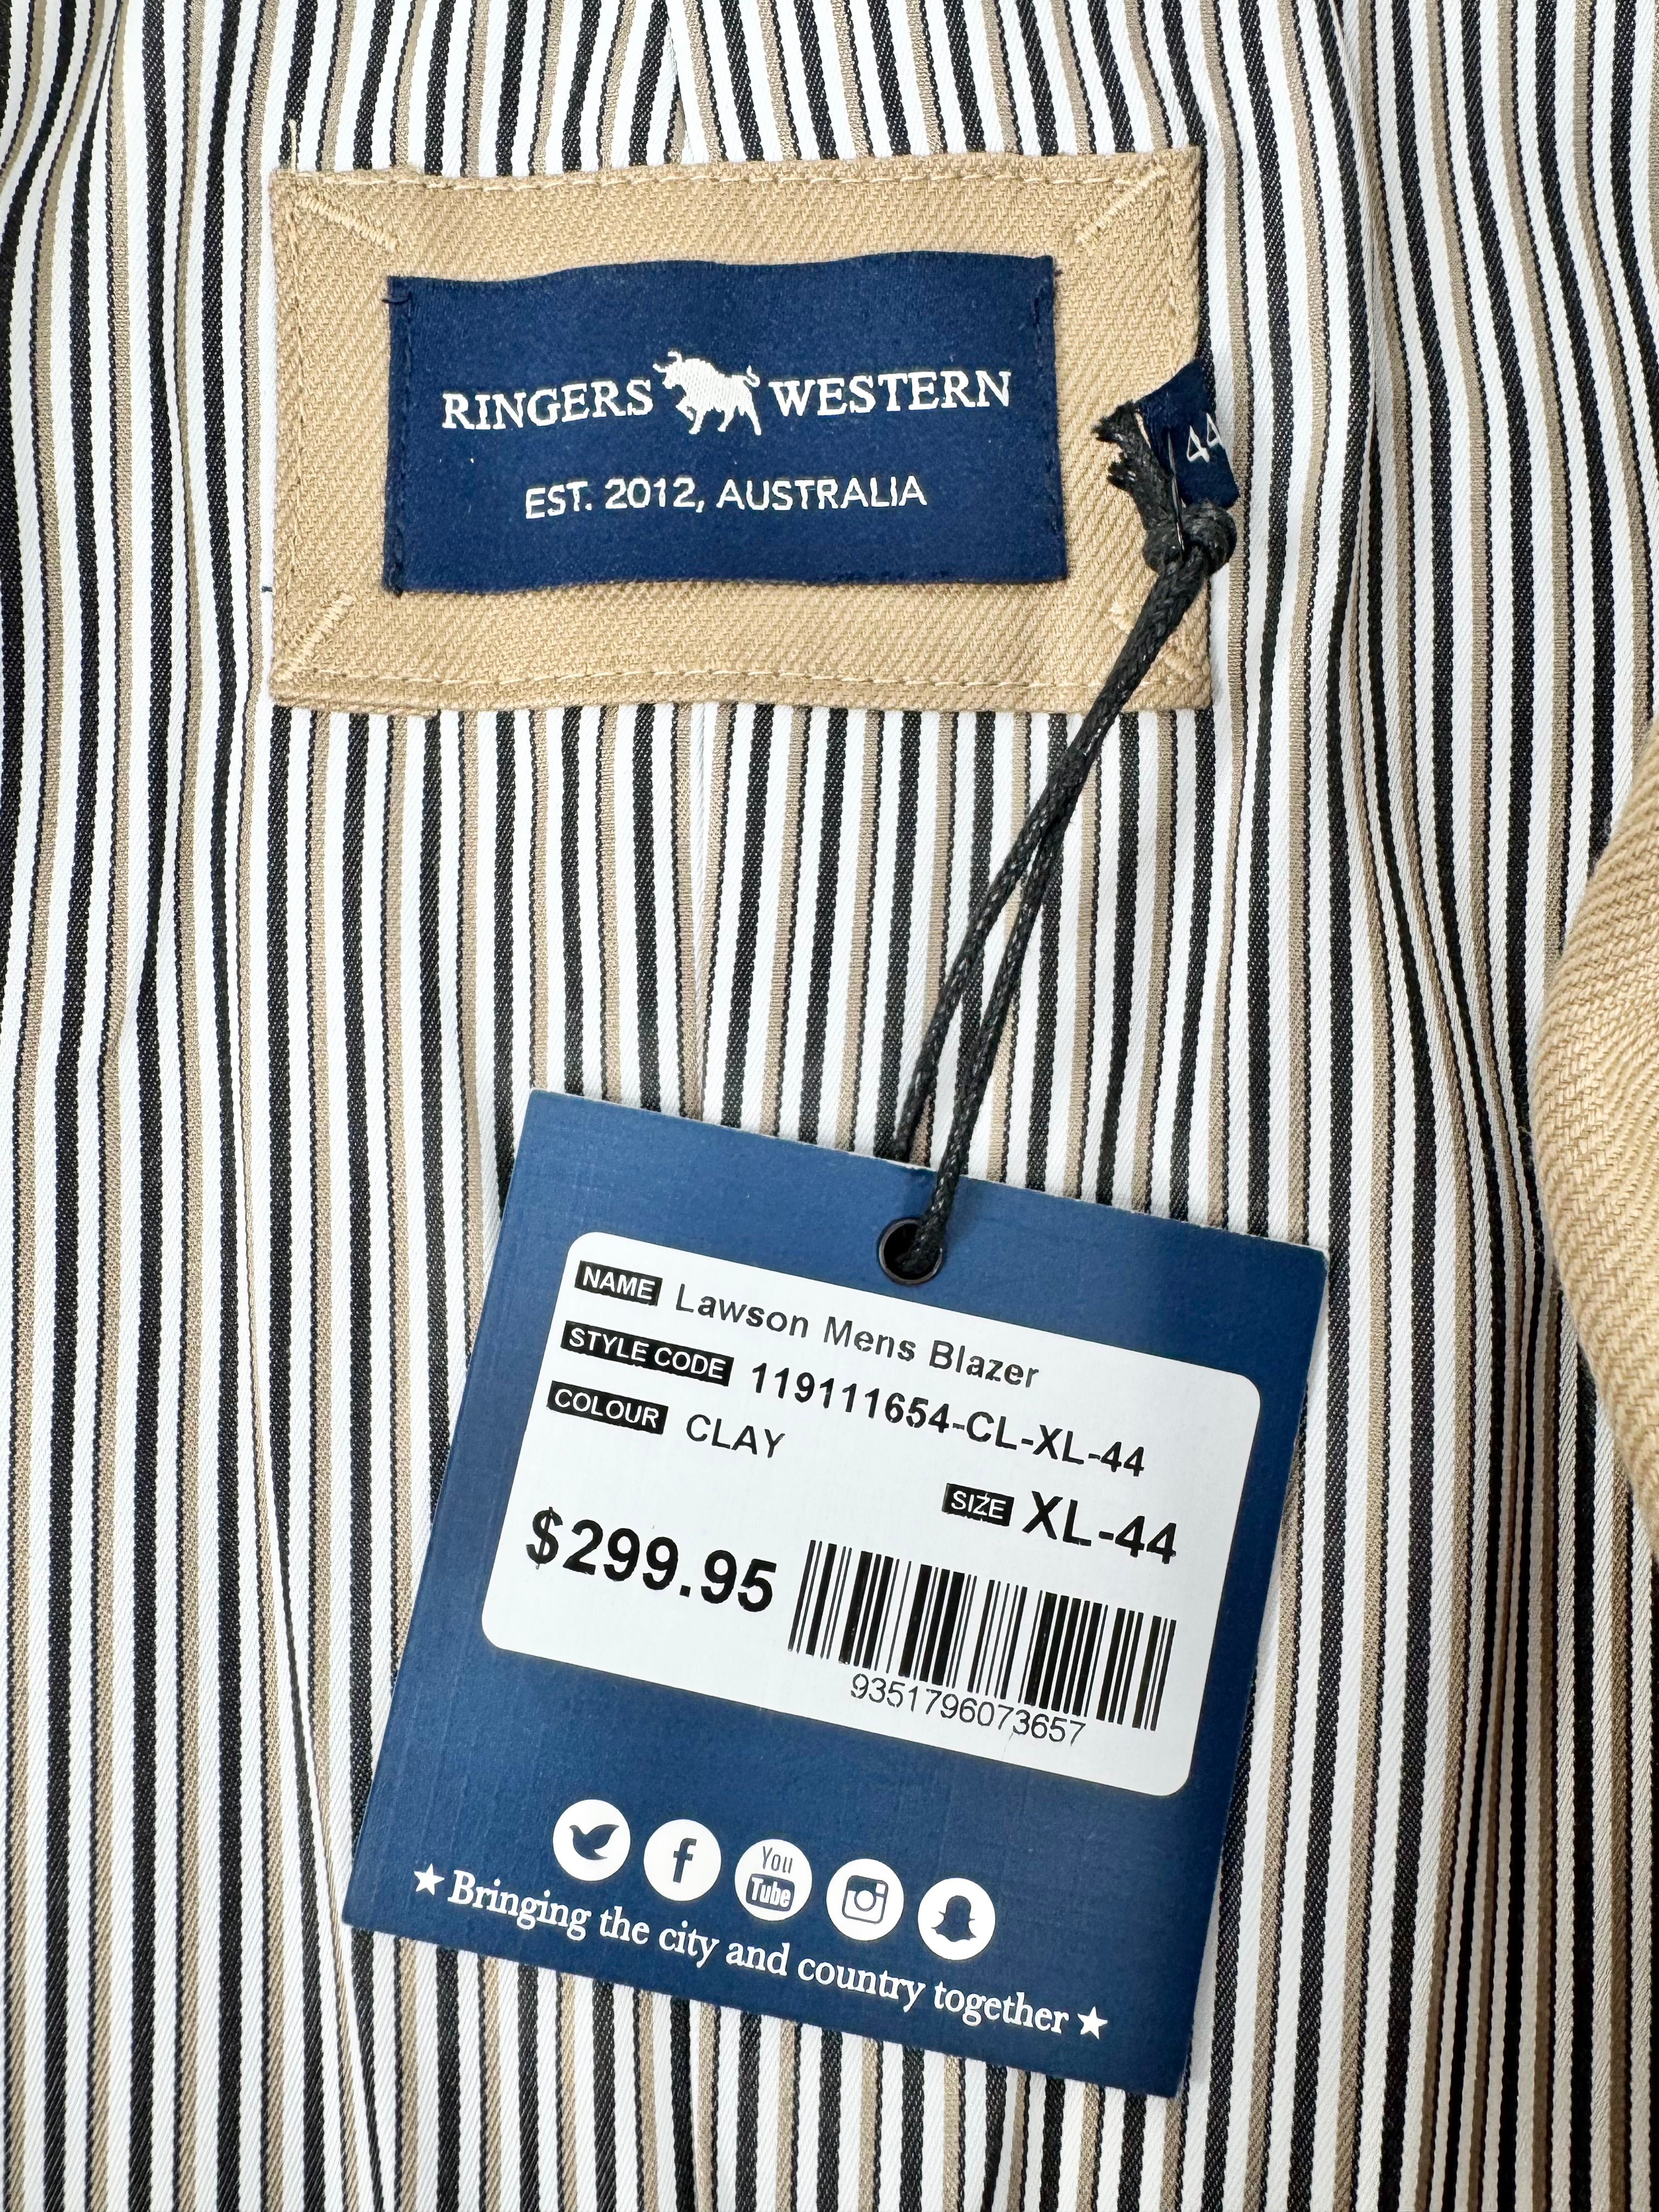 RINGERS WESTERN
EST. 2012, AUSTRALIA
44
NAME Lawson Mens Blazer
STYLE CODE 119111654-CL-XL-44
COLOUR CLAY
SIZE XL-44
$299.95
9351796073657
You
Tube
★ Bringing the city and country together ★